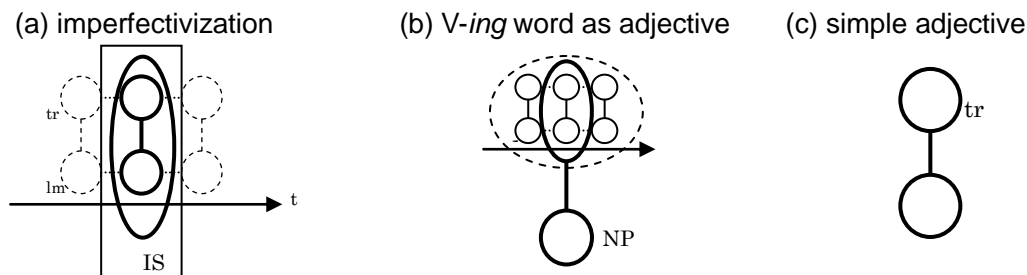 (a) imperfectivization
(b) V-ing word as adjective
(c) simple adjective
tr
lm
t
IS
NP
tr